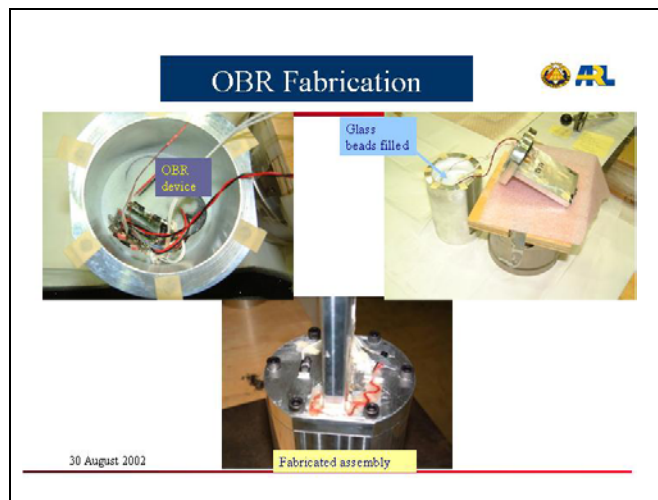 OBR Fabrication
ARL
Glass
beads filled
OBR
device
30 August 2002
Fabricated assembly